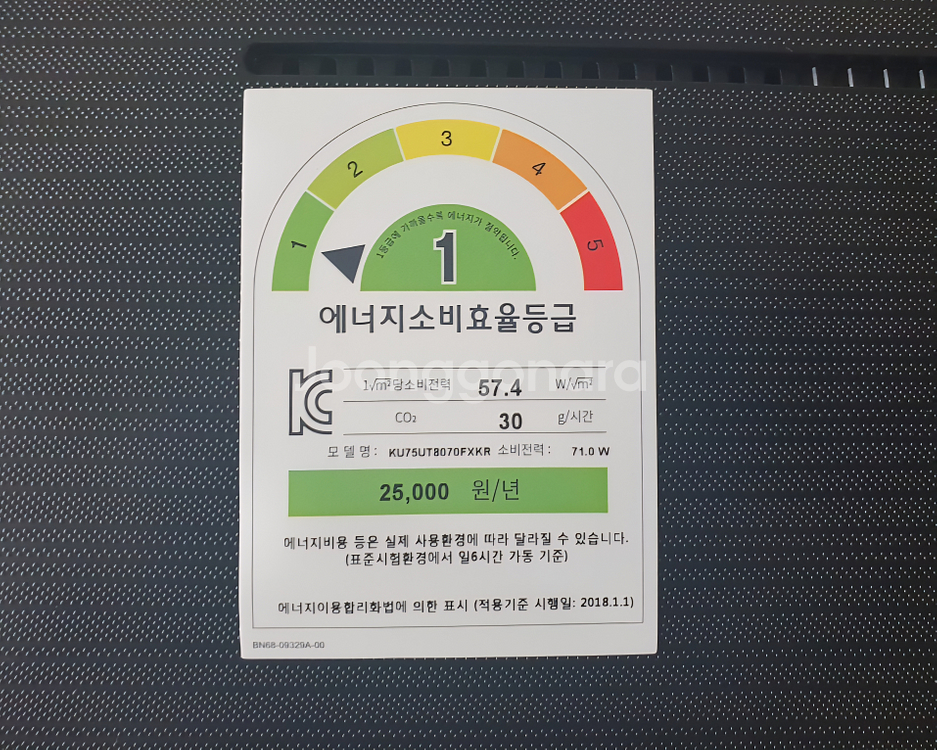 1 2 3 4 5
1등급에 가까울수록 에너지가 절약됩니다.
1
에너지소비효율등급
Joonggonara
KC
1√m²당소비전력 57.4 W/√m²
CO₂ 30 g/시간
모 델 명 : KU75UT8070FXKR 소비전력 : 71.0 W
25,000 원/년
에너지비용 등은 실제 사용환경에 따라 달라질 수 있습니다.
(표준시험환경에서 일6시간 가동 기준)
에너지이용합리화법에 의한 표시 (적용기준 시행일: 2018.1.1)
BN68-09329A-00